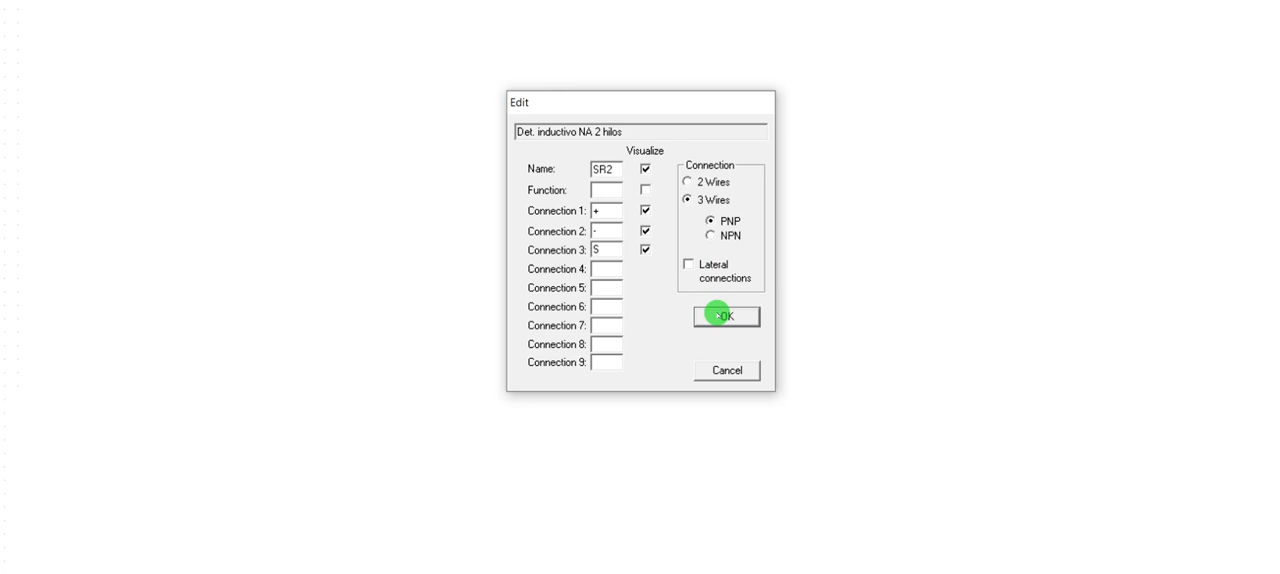 Edit
Det. inductivo NA 2 hilos
Visualize
Name: SR2
Function:
Connection 1: +
Connection 2: -
Connection 3: S
Connection 4:
Connection 5:
Connection 6:
Connection 7:
Connection 8:
Connection 9:
Connection
2 Wires
3 Wires
PNP
NPN
Lateral
connections
OK
Cancel